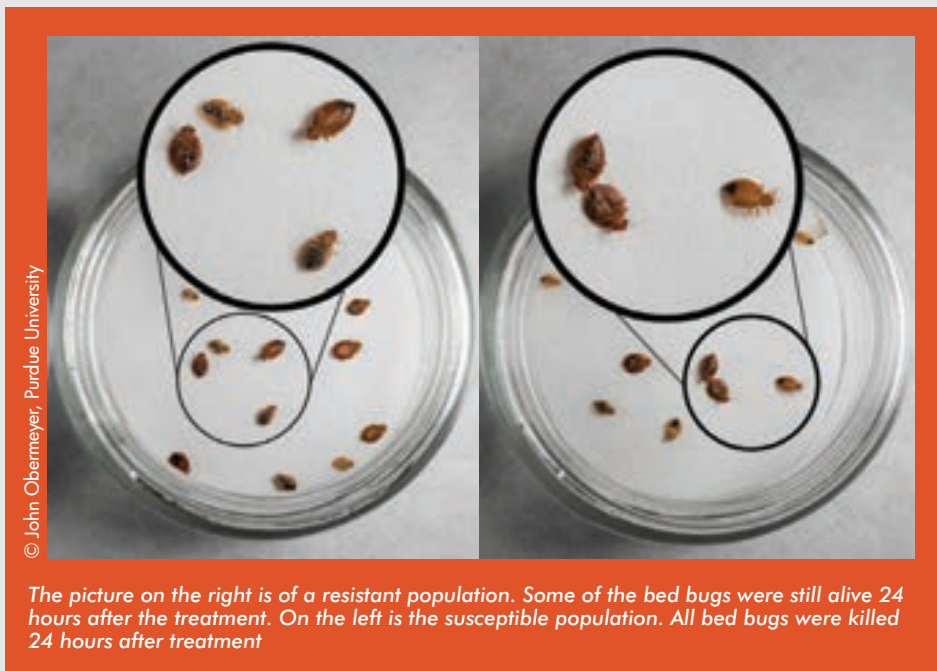 © John Obermeyer, Purdue University
The picture on the right is of a resistant population. Some of the bed bugs were still alive 24
hours after the treatment. On the left is the susceptible population. All bed bugs were killed
24 hours after treatment